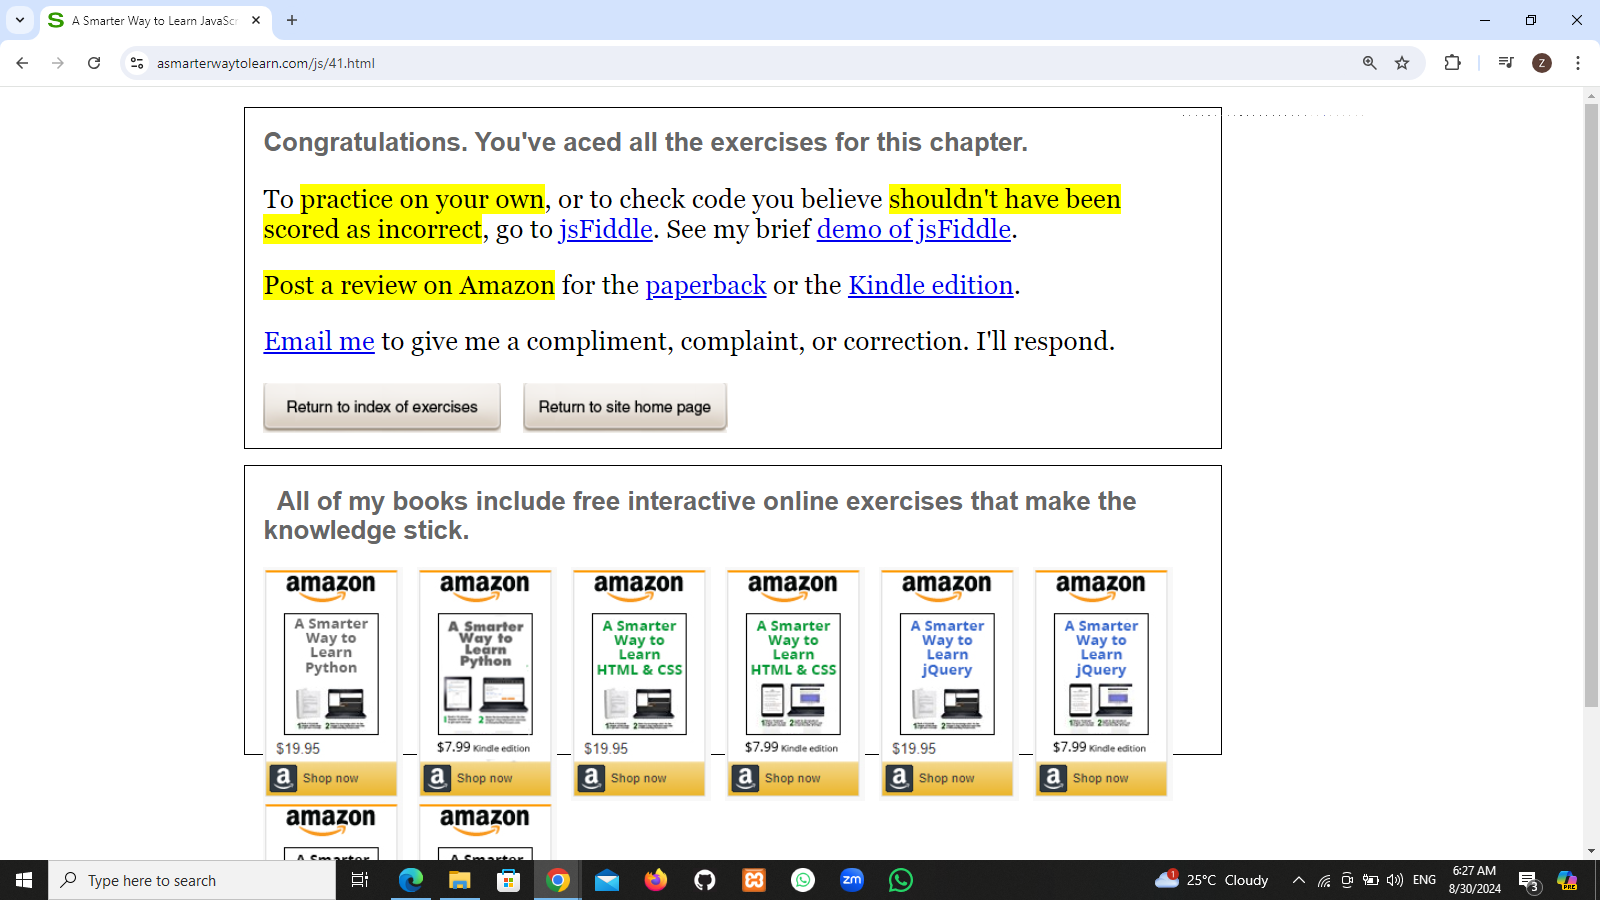 A Smarter Way to Learn JavaScr
asmarterwaytolearn.com/js/41.html
Z
Congratulations. You've aced all the exercises for this chapter.
To practice on your own, or to check code you believe shouldn't have been
scored as incorrect, go to jsFiddle. See my brief demo of jsFiddle.
Post a review on Amazon for the paperback or the Kindle edition.
Email me to give me a compliment, complaint, or correction. I'll respond.
Return to index of exercises Return to site home page
All of my books include free interactive online exercises that make the
knowledge stick.
amazon amazon amazon amazon amazon amazon
A Smarter A Smarter A Smarter A Smarter A Smarter A Smarter
Way to Way to Way to Way to Way to Way to
Learn Learn Learn Learn Learn Learn
Python Python HTML & CSS HTML & CSS jQuery jQuery
$19.95 $7.99 Kindle edition $19.95 $7.99 Kindle edition $19.95 $7.99 Kindle edition
Shop now Shop now Shop now Shop now Shop now Shop now
amazon amazon
A Smarter A Smarter
Type here to search zm 1 25°C Cloudy ENG 6:27 AM 3 PRE
8/30/2024